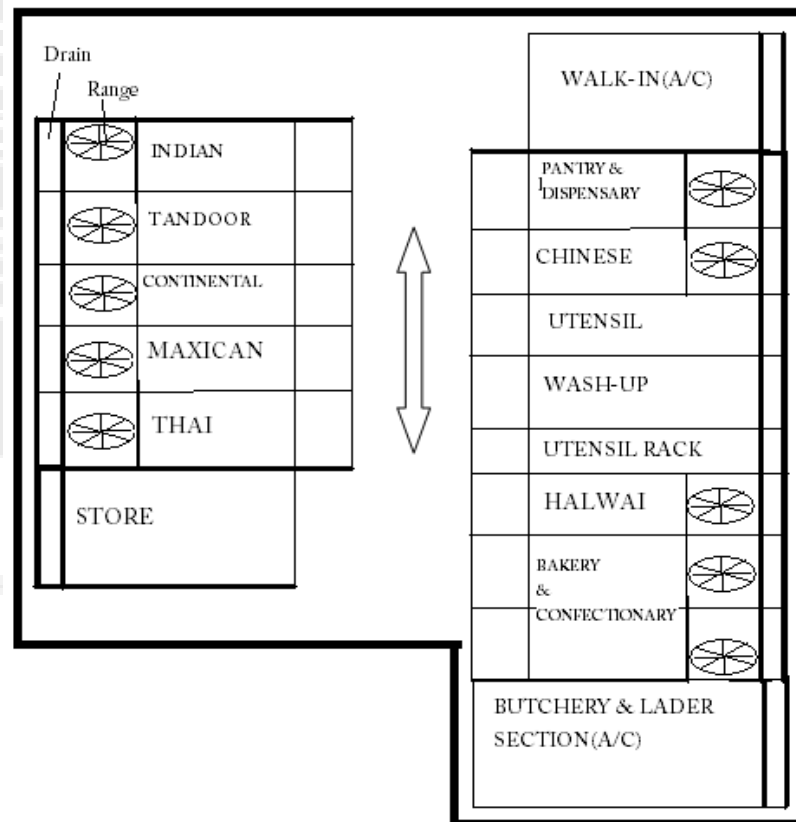 Drain
Range
INDIAN
TANDOOR
CONTINENTAL
MAXICAN
THAI
STORE
WALK-IN(A/C)
PANTRY &
DISPENSARY
CHINESE
UTENSIL
WASH-UP
UTENSIL RACK
HALWAI
BAKERY
&
CONFECTIONARY
BUTCHERY & LADER
SECTION(A/C)